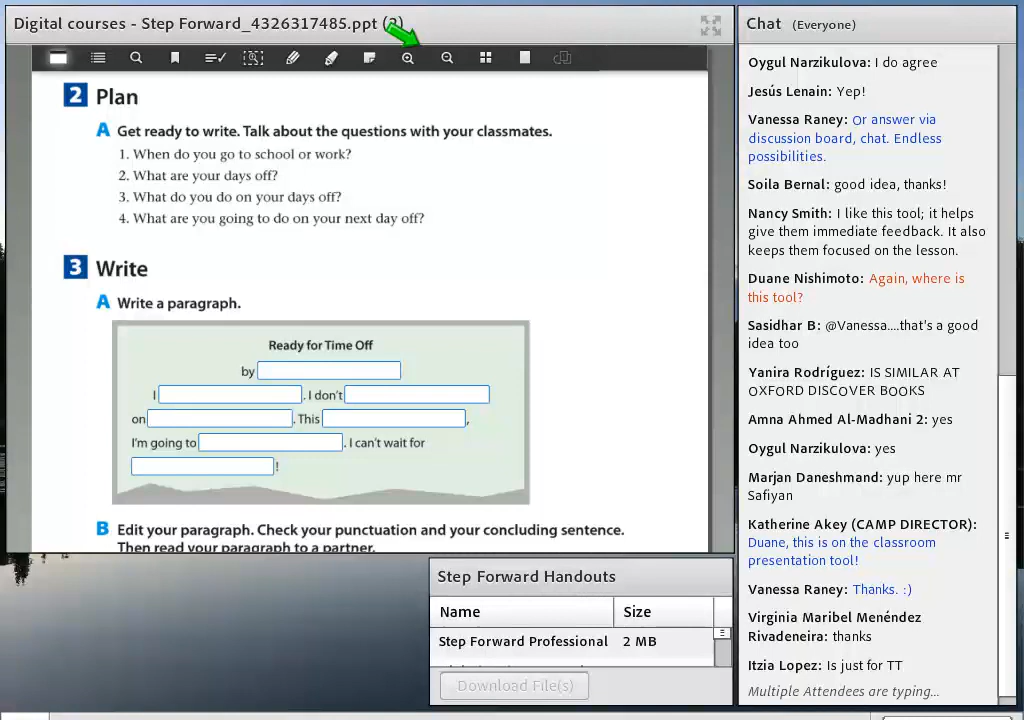 Digital courses - Step Forward_4326317485.ppt (2)
2 Plan
A Get ready to write. Talk about the questions with your classmates.
1. When do you go to school or work?
2. What are your days off?
3. What do you do on your days off?
4. What are you going to do on your next day off?
3 Write
A Write a paragraph.
Ready for Time Off
by
I . I don't
on . This ,
I'm going to . I can't wait for
!
B Edit your paragraph. Check your punctuation and your concluding sentence.
Then read your paragraph to a partner.
Step Forward Handouts
Name Size
Step Forward Professional 2 MB
Download File(s)
Chat (Everyone)
Oygul Narzikulova: I do agree
Jesús Lenain: Yep!
Vanessa Raney: Or answer via
discussion board, chat. Endless
possibilities.
Soila Bernal: good idea, thanks!
Nancy Smith: I like this tool; it helps
give them immediate feedback. It also
keeps them focused on the lesson.
Duane Nishimoto: Again, where is
this tool?
Sasidhar B: @Vanessa....that's a good
idea too
Yanira Rodríguez: IS SIMILAR AT
OXFORD DISCOVER BOOKS
Amna Ahmed Al-Madhani 2: yes
Oygul Narzikulova: yes
Marjan Daneshmand: yup here mr
Safiyan
Katherine Akey (CAMP DIRECTOR):
Duane, this is on the classroom
presentation tool!
Vanessa Raney: Thanks. :)
Virginia Maribel Menéndez
Rivadeneira: thanks
Itzia Lopez: Is just for TT
Multiple Attendees are typing...